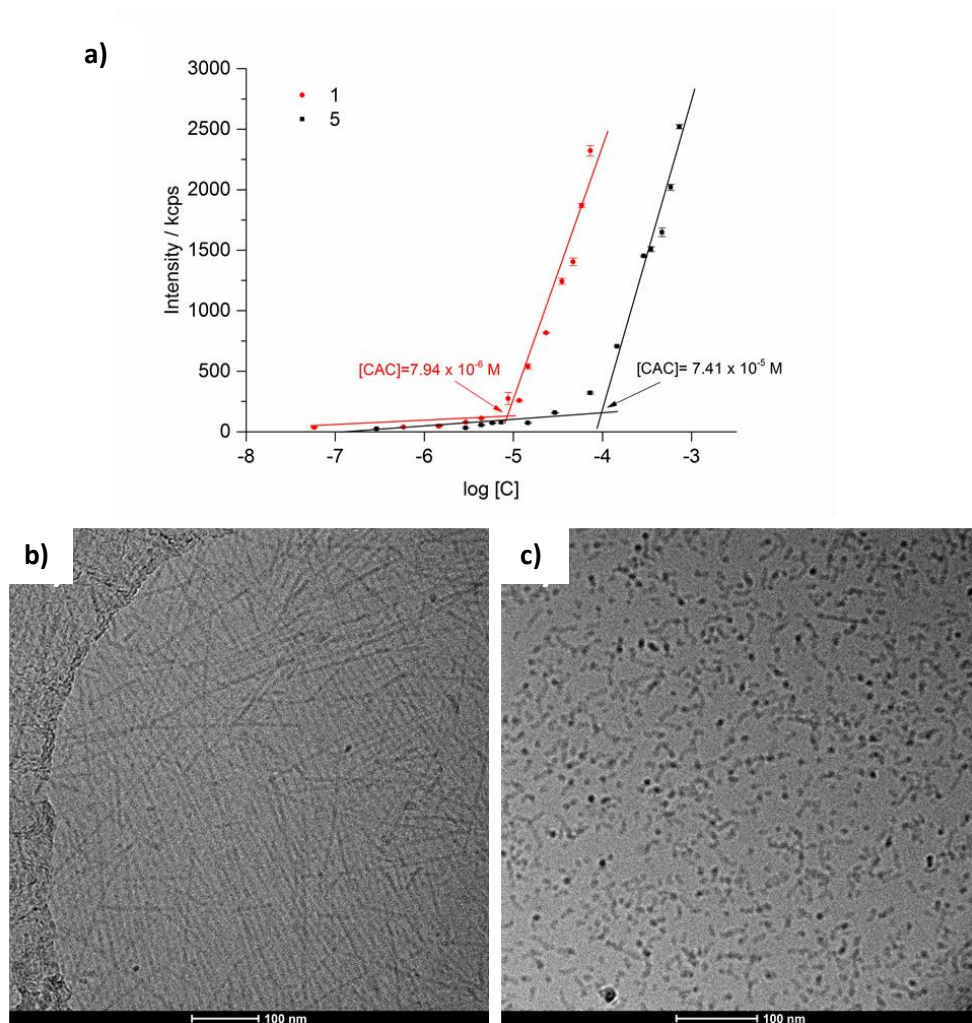 a)
3000
2500
2000
1500
1000
500
0
Intensity / kcps
1
5
[CAC]=7.94 x 10⁻⁶ M
[CAC]= 7.41 x 10⁻⁵ M
-8 -7 -6 -5 -4 -3
log [C]
b)
c)
100 nm
100 nm